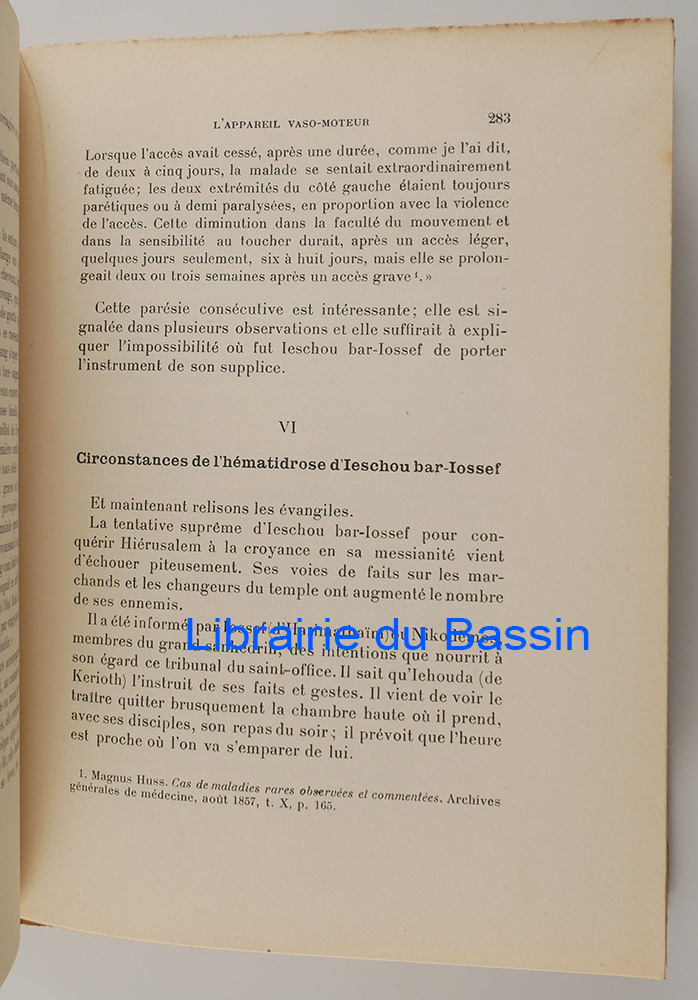 L'APPAREIL VASO-MOTEUR 283
Lorsque l'accès avait cessé, après une durée, comme je l'ai dit,
de deux à cinq jours, la malade se sentait extraordinairement
fatiguée; les deux extrémités du côté gauche étaient toujours
parétiques ou à demi paralysées, en proportion avec la violence
de l'accès. Cette diminution dans la faculté du mouvement et
dans la sensibilité au toucher durait, après un accès léger,
quelques jours seulement, six à huit jours, mais elle se prolon-
geait deux ou trois semaines après un accès grave ¹. »
Cette parésie consécutive est intéressante; elle est si-
gnalée dans plusieurs observations et elle suffirait à expli-
quer l'impossibilité où fut Ieschou bar-Iossef de porter
l'instrument de son supplice.
VI
Circonstances de l'hématidrose d'Ieschou bar-Iossef
Et maintenant relisons les évangiles.
La tentative suprême d'Ieschou bar-Iossef pour con-
quérir Hiérusalem à la croyance en sa messianité vient
d'échouer piteusement. Ses voies de faits sur les mar-
chands et les changeurs du temple ont augmenté le nombre
de ses ennemis.
Il a été informé par Iossef (d'Haramathaïm) ou Nikodemos,
membres du grand sanhédrin, des intentions que nourrit à
son égard ce tribunal du saint-office. Il sait qu'Iehouda (de
Kerioth) l'instruit de ses faits et gestes. Il vient de voir le
traître quitter brusquement la chambre haute où il prend,
avec ses disciples, son repas du soir; il prévoit que l'heure
est proche où l'on va s'emparer de lui.
1. Magnus Huss. Cas de maladies rares observées et commentées. Archives
générales de médecine, août 1857, t. X, p. 165.
Librairie du Bassin